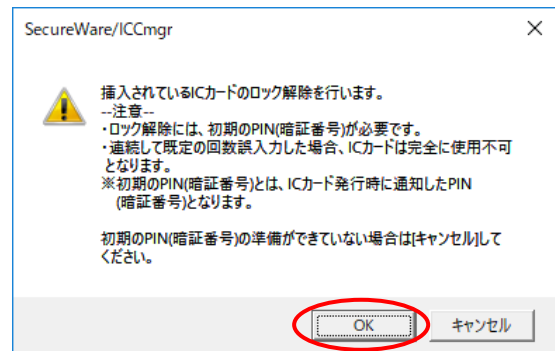 SecureWare/ICCmgr
挿入されているICカードのロック解除を行います。
--注意--
・ロック解除には、初期のPIN(暗証番号)が必要です。
・連続して既定の回数誤入力した場合、ICカードは完全に使用不可
となります。
※初期のPIN(暗証番号)とは、ICカード発行時に通知したPIN
(暗証番号)となります。
初期のPIN(暗証番号)の準備ができていない場合は[キャンセル]して
ください。
OK
キャンセル